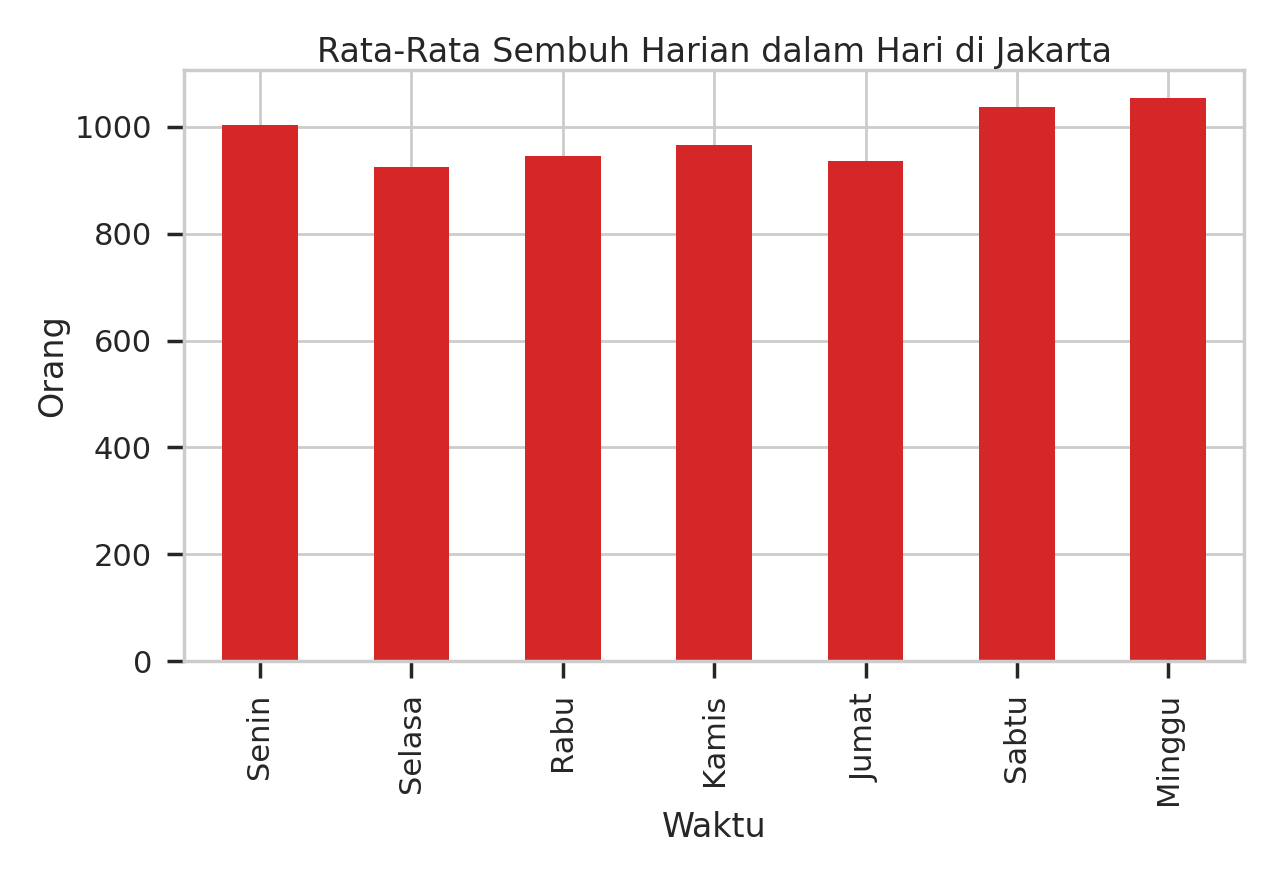 Rata-Rata Sembuh Harian dalam Hari di Jakarta
Orang
1000
800
600
400
200
0
Senin
Selasa
Rabu
Kamis
Jumat
Sabtu
Minggu
Waktu